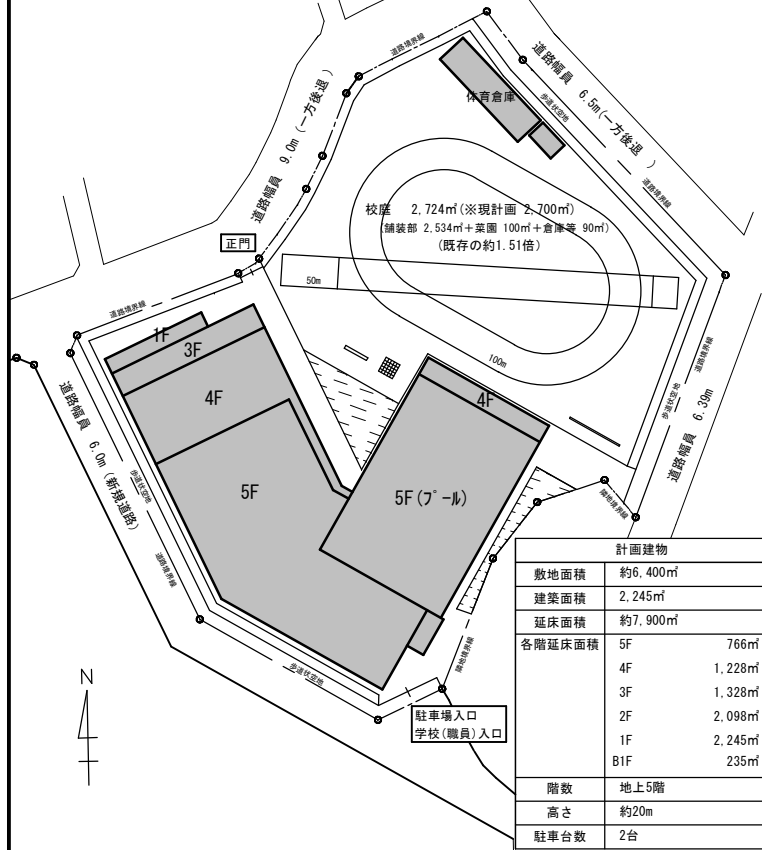 道路境界線
道路幅員 6.5m(一方後退 )
体育倉庫
歩道状空地
道路境界線
道路幅員 9.0m (一方後退 )
校庭 2,724㎡(※現計画 2,700㎡)
(舗装部 2,534㎡+菜園 100㎡+倉庫等 90㎡)
(既存の約1.51倍)
正門
50m
道路境界線
道路境界線
1F
3F
100m
4F
4F
歩道状空地
道路幅員 6.39m
道路幅員 6.0m (新規道路)
歩道状空地
5F
5F(プール)
隣地境界線
道路境界線
計画建物
敷地面積 約6,400㎡
建築面積 2,245㎡
延床面積 約7,900㎡
各階延床面積 5F 766㎡
4F 1,228㎡
3F 1,328㎡
2F 2,098㎡
1F 2,245㎡
B1F 235㎡
階数 地上5階
高さ 約20m
駐車台数 2台
隣地境界線
歩道状空地
N
駐車場入口
学校(職員)入口